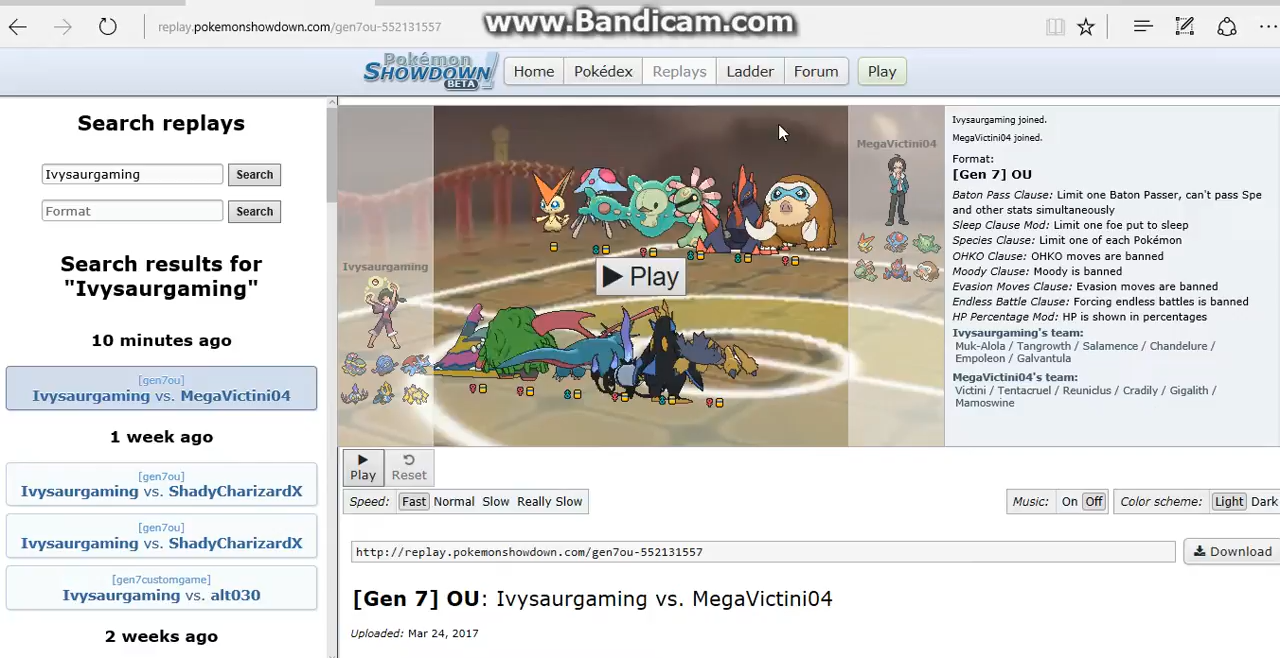 replay.pokemonshowdown.com/gen7ou-552131557
www.Bandicam.com
Pokémon
SHOWDOWN!
BETA
Home
Pokédex
Replays
Ladder
Forum
Play
Search replays
Ivysaurgaming
Search
Format
Search
Search results for
"Ivysaurgaming"
10 minutes ago
[gen7ou]
Ivysaurgaming vs. MegaVictini04
1 week ago
[gen7ou]
Ivysaurgaming vs. ShadyCharizardX
[gen7ou]
Ivysaurgaming vs. ShadyCharizardX
[gen7customgame]
Ivysaurgaming vs. alt030
2 weeks ago
Ivysaurgaming
Play
MegaVictini04
Ivysaurgaming joined.
MegaVictini04 joined.
Format:
[Gen 7] OU
Baton Pass Clause: Limit one Baton Passer, can't pass Spe
and other stats simultaneously
Sleep Clause Mod: Limit one foe put to sleep
Species Clause: Limit one of each Pokémon
OHKO Clause: OHKO moves are banned
Moody Clause: Moody is banned
Evasion Moves Clause: Evasion moves are banned
Endless Battle Clause: Forcing endless battles is banned
HP Percentage Mod: HP is shown in percentages
Ivysaurgaming's team:
Muk-Alola / Tangrowth / Salamence / Chandelure /
Empoleon / Galvantula
MegaVictini04's team:
Victini / Tentacruel / Reuniclus / Cradily / Gigalith /
Mamoswine
Play
Reset
Speed: Fast Normal Slow Really Slow
Music: On Off
Color scheme: Light Dark
http://replay.pokemonshowdown.com/gen7ou-552131557
Download
[Gen 7] OU: Ivysaurgaming vs. MegaVictini04
Uploaded: Mar 24, 2017